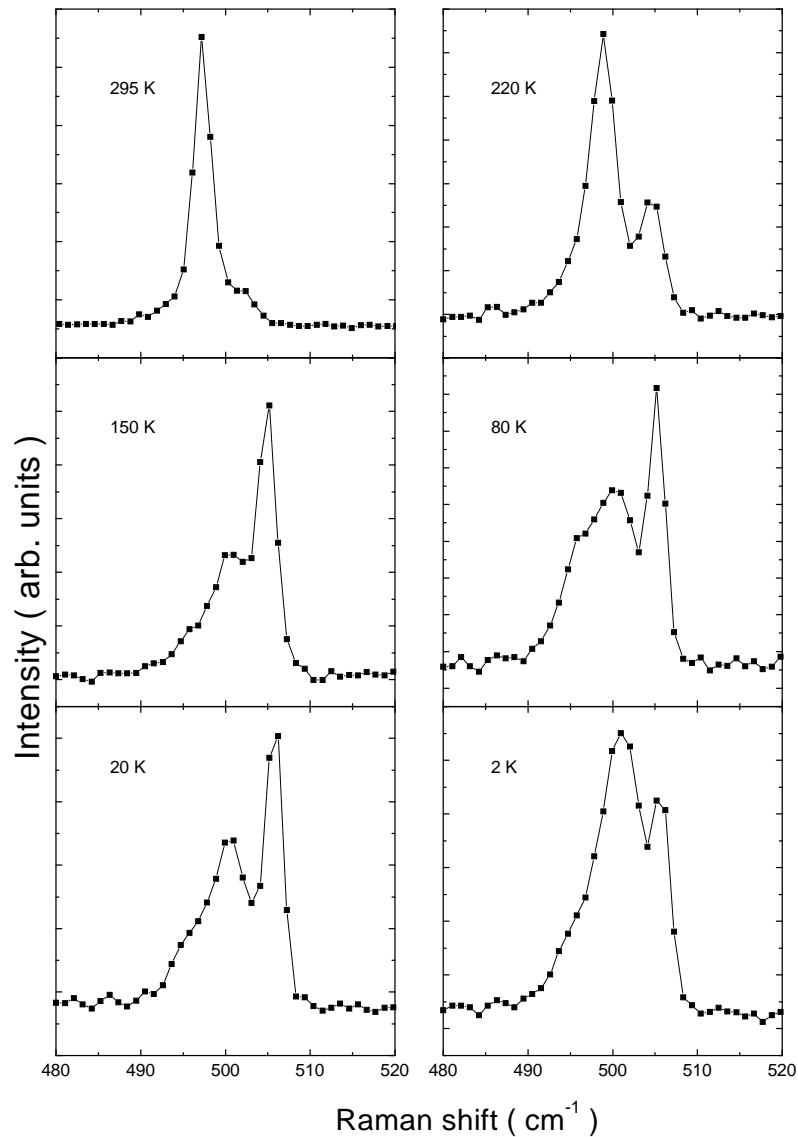 295 K
220 K
150 K
80 K
20 K
2 K
Intensity ( arb. units )
480 490 500 510 520
480 490 500 510 520
Raman shift ( cm⁻¹ )